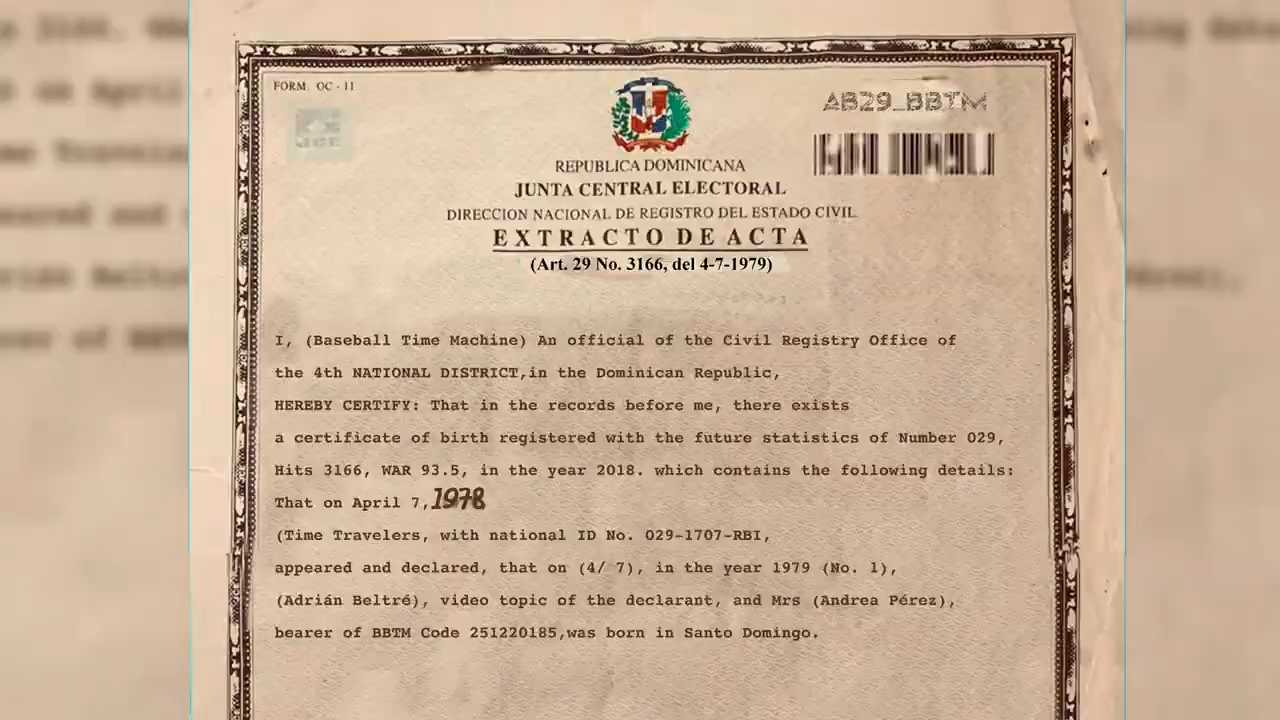 FORM. OC - 11
JCE
AB29_BBTM
REPUBLICA DOMINICANA
JUNTA CENTRAL ELECTORAL
DIRECCION NACIONAL DE REGISTRO DEL ESTADO CIVIL
EXTRACTO DE ACTA
(Art. 29 No. 3166, del 4-7-1979)
I, (Baseball Time Machine) An official of the Civil Registry Office of
the 4th NATIONAL DISTRICT,in the Dominican Republic,
HEREBY CERTIFY: That in the records before me, there exists
a certificate of birth registered with the future statistics of Number 029,
Hits 3166, WAR 93.5, in the year 2018. which contains the following details:
That on April 7,1978
(Time Travelers, with national ID No. 029-1707-RBI,
appeared and declared, that on (4/ 7), in the year 1979 (No. 1),
(Adrián Beltré), video topic of the declarant, and Mrs (Andrea Pérez),
bearer of BBTM Code 251220185,was born in Santo Domingo.